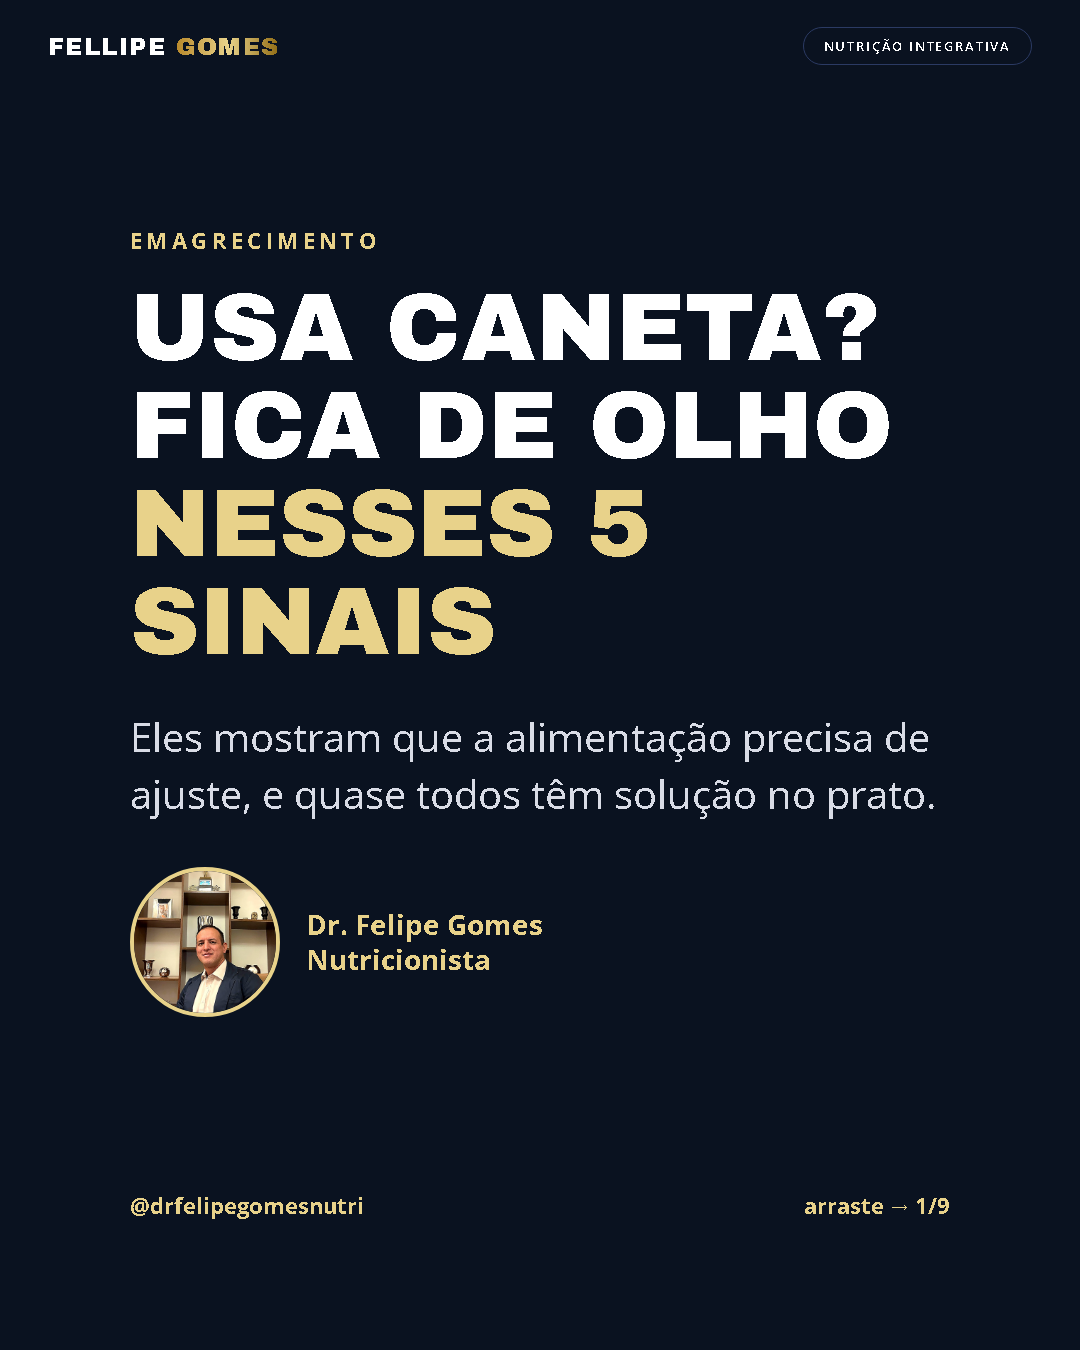 FELLIPE GOMES
NUTRIÇÃO INTEGRATIVA
EMAGRECIMENTO
USA CANETA?
FICA DE OLHO
NESSES 5
SINAIS
Eles mostram que a alimentação precisa de
ajuste, e quase todos têm solução no prato.
Dr. Felipe Gomes
Nutricionista
@drfelipegomesnutri
arraste → 1/9